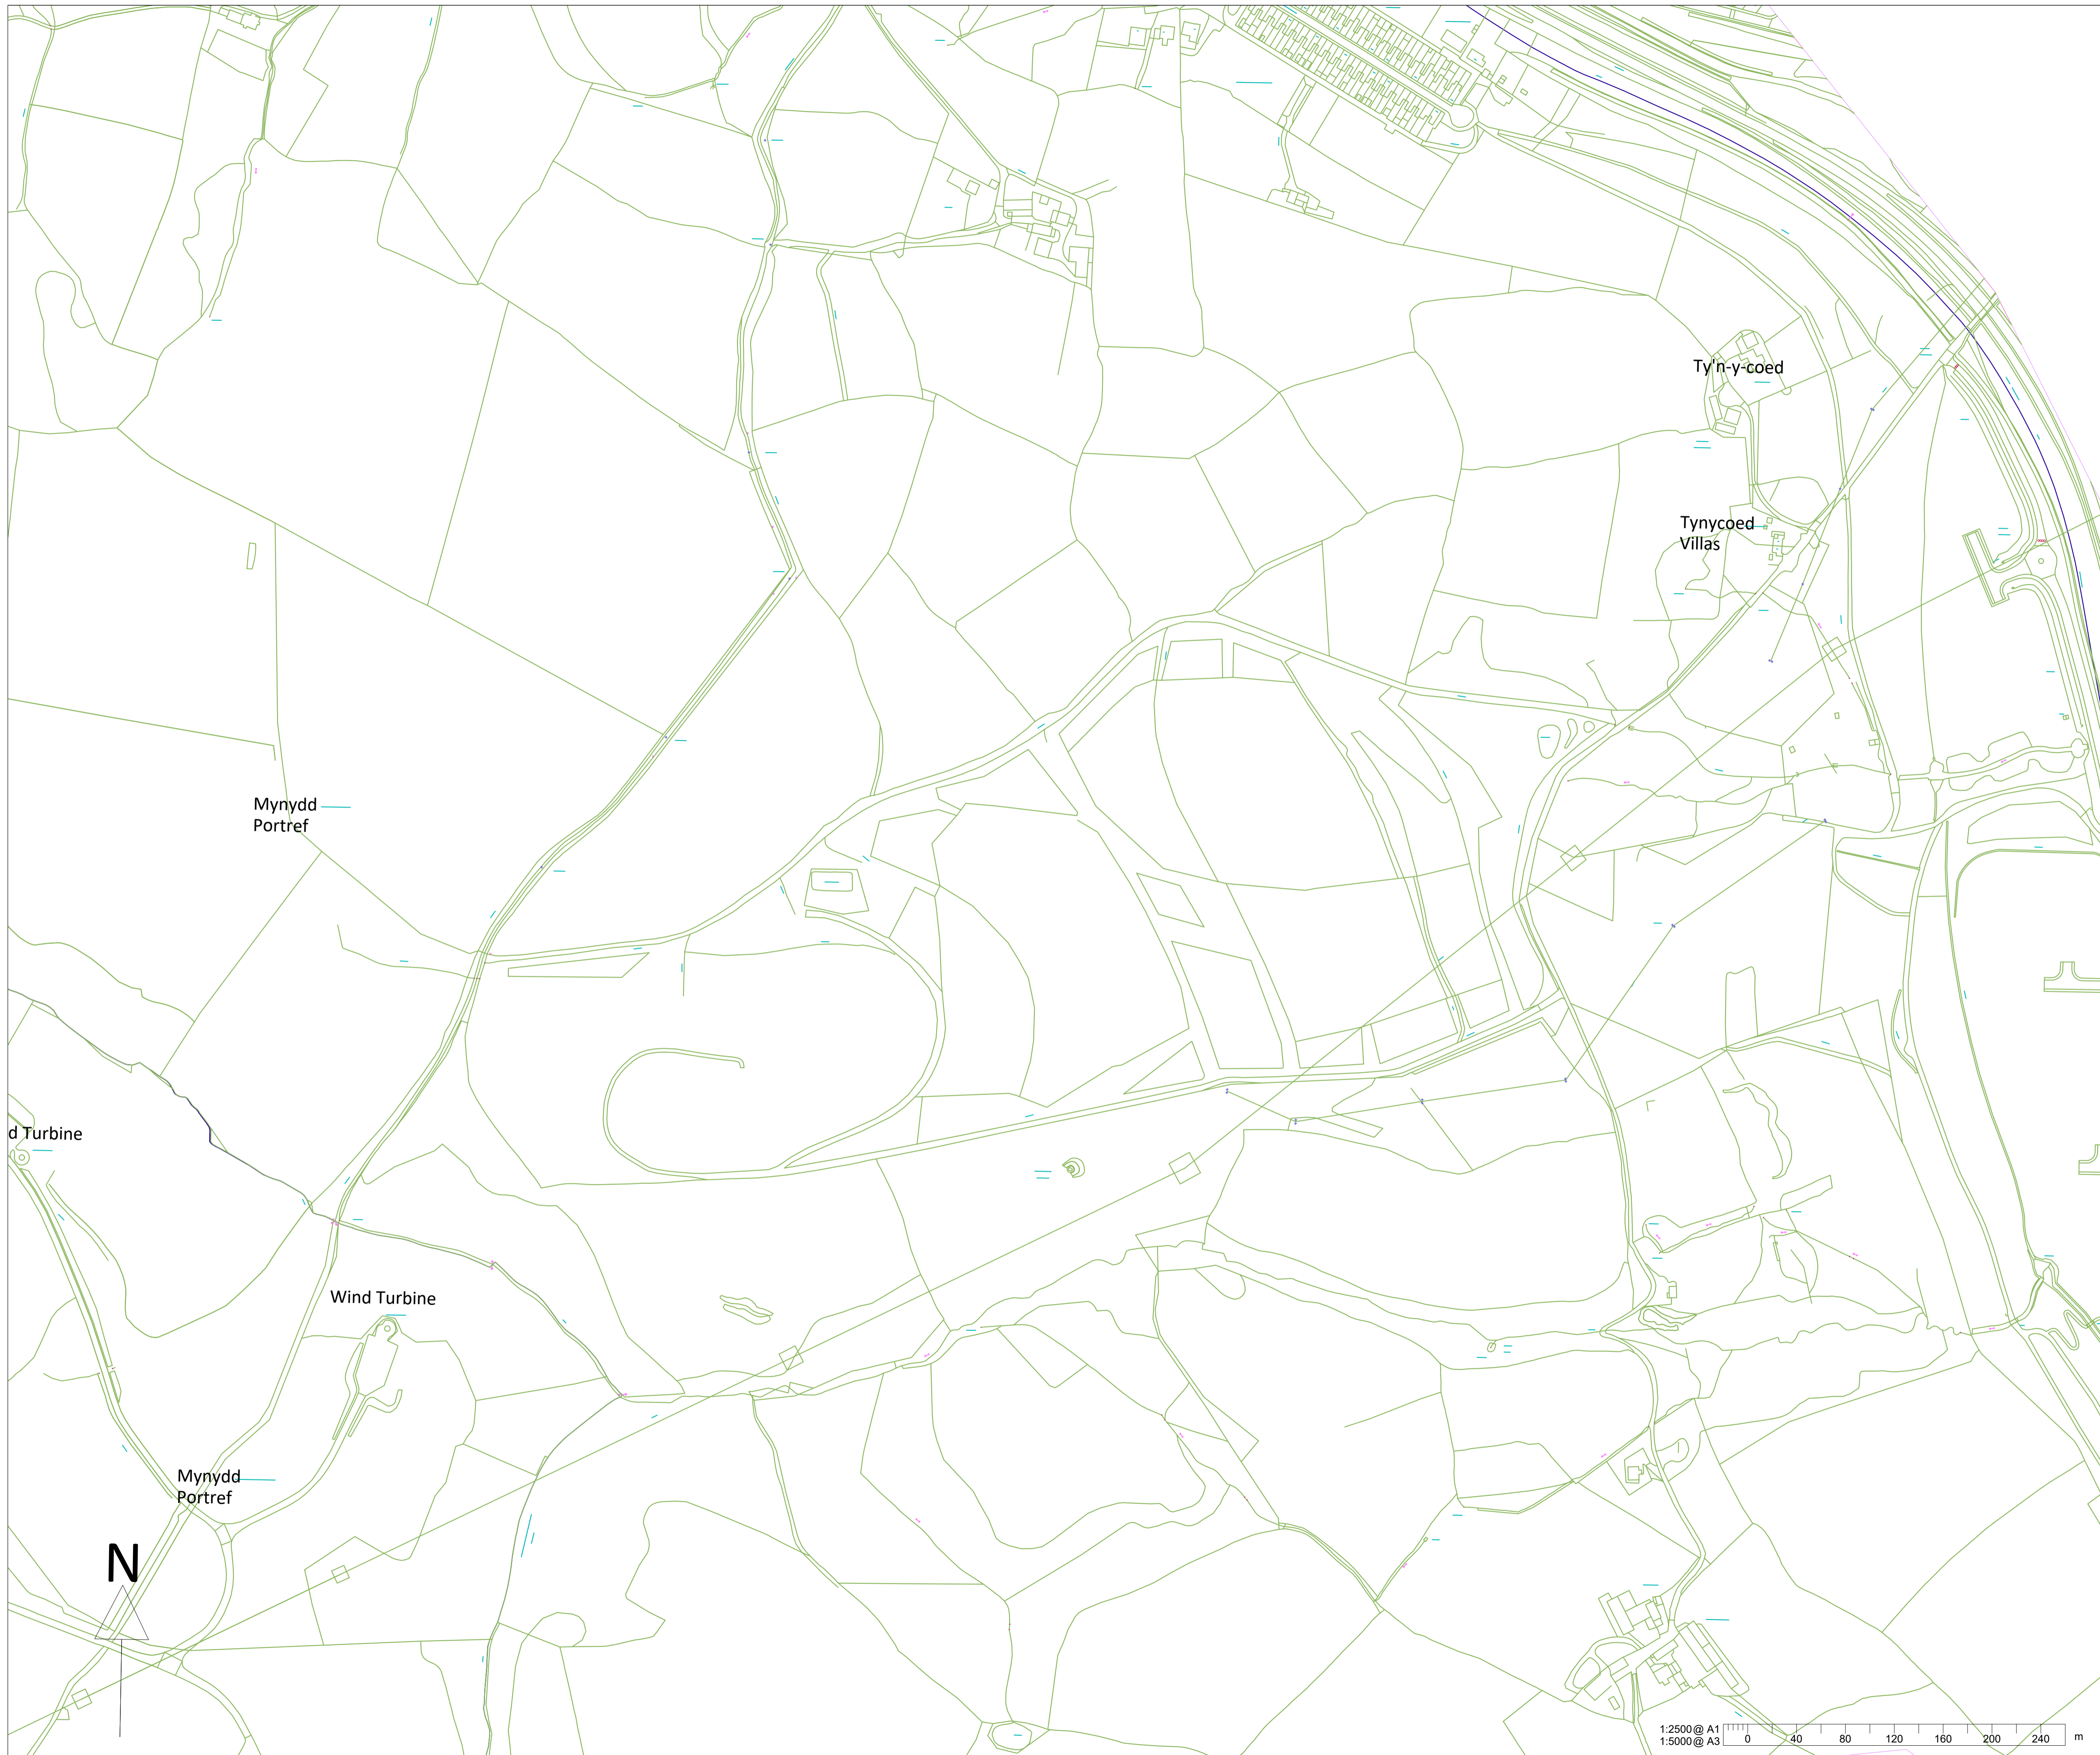 Ty'n-y-coed
Tynycoed
Villas
Mynydd
Portref
d Turbine
Wind Turbine
Mynydd
Portref
N
1:2500@ A1
1:5000@ A3
0 40 80 120 160 200 240 m